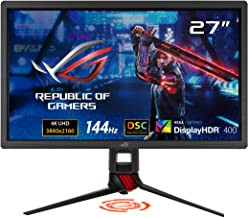 27"
REPUBLIC OF
GAMERS
4K UHD
3840x2160
144Hz
DSC
DisplayHDR 400